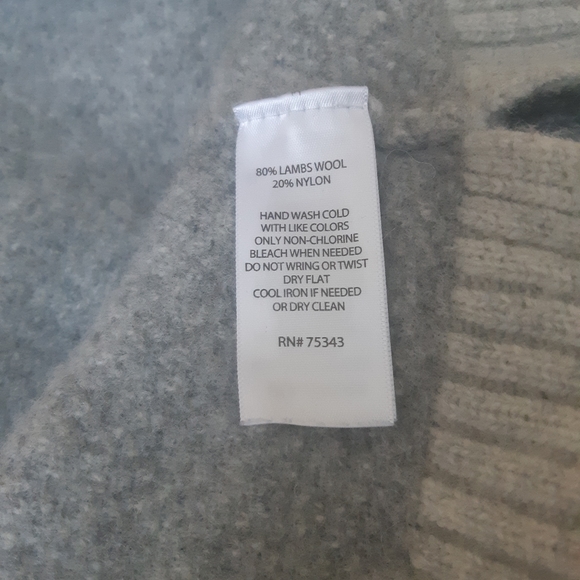 80% LAMBS WOOL
20% NYLON
HAND WASH COLD
WITH LIKE COLORS
ONLY NON-CHLORINE
BLEACH WHEN NEEDED
DO NOT WRING OR TWIST
DRY FLAT
COOL IRON IF NEEDED
OR DRY CLEAN
RN# 75343